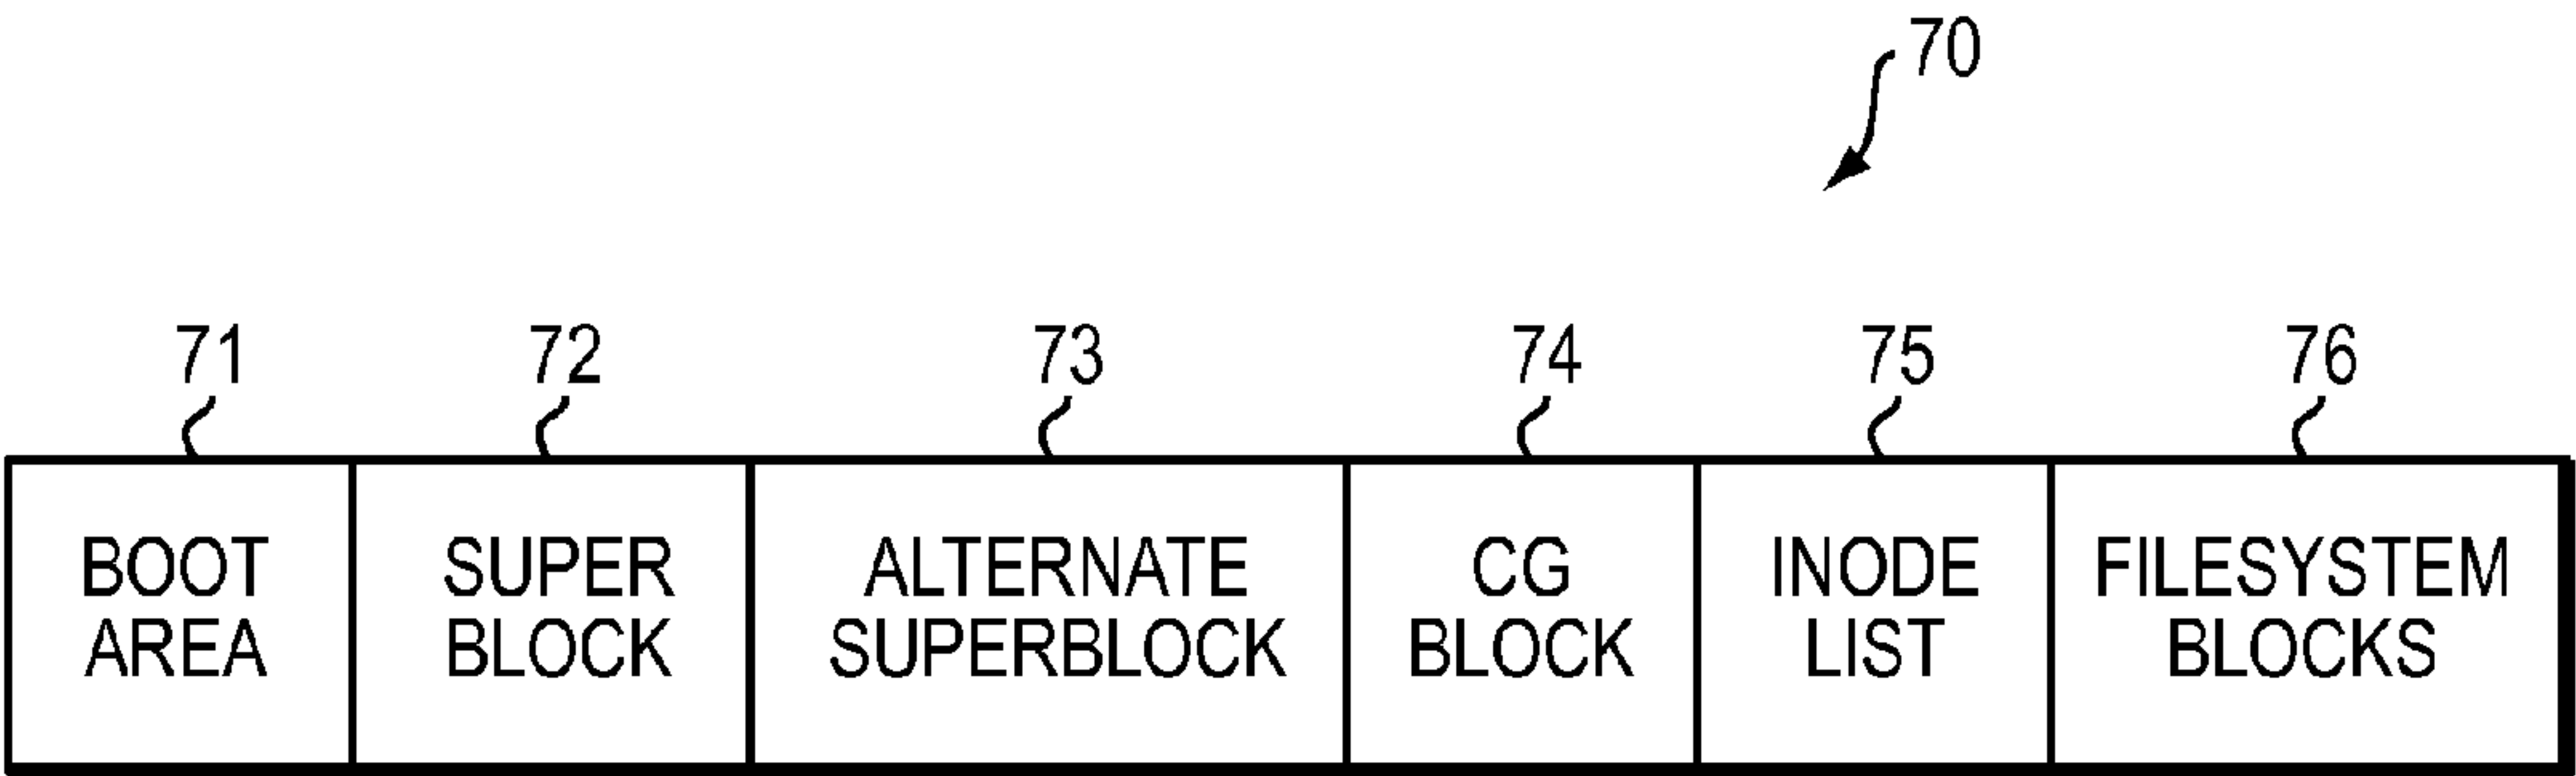 70
71 72 73 74 75 76
BOOT AREA
SUPER BLOCK
ALTERNATE SUPERBLOCK
CG BLOCK
INODE LIST
FILESYSTEM BLOCKS